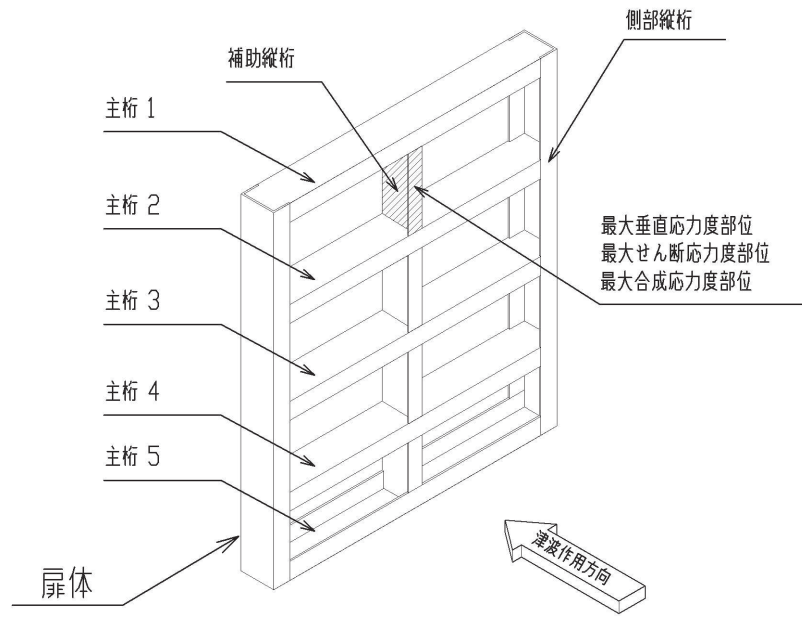 側部縦桁
補助縦桁
主桁 1
主桁 2
最大垂直応力度部位
最大せん断応力度部位
最大合成応力度部位
主桁 3
主桁 4
主桁 5
津波作用方向
扉体